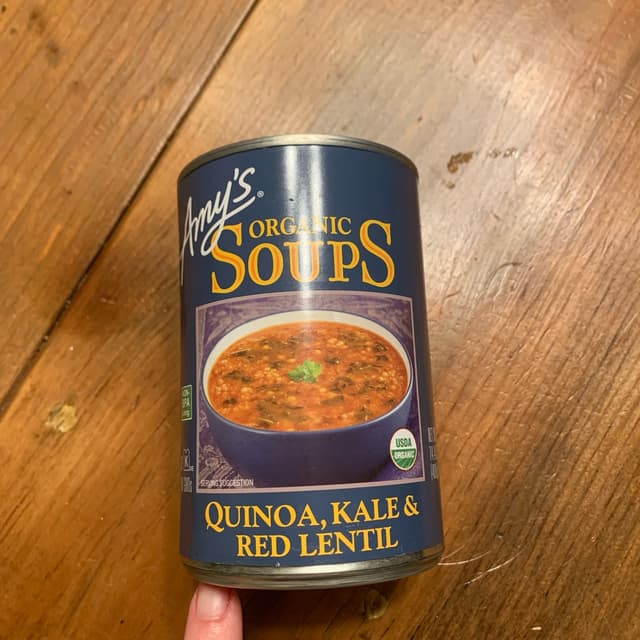 Amy's®
ORGANIC
SOUPS
USDA
ORGANIC
SERVING SUGGESTION
QUINOA, KALE &
RED LENTIL